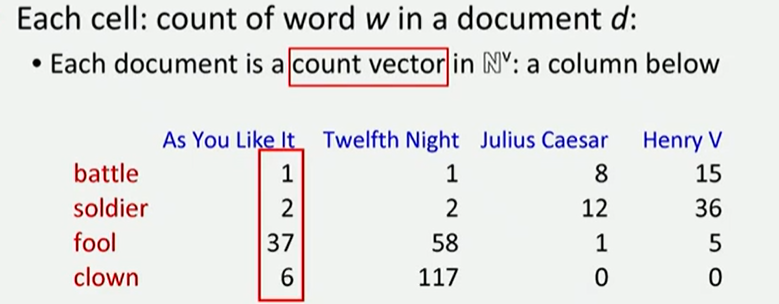 Each cell: count of word w in a document d:
• Each document is a count vector in ℕᵛ: a column below
As You Like It Twelfth Night Julius Caesar Henry V
battle 1 1 8 15
soldier 2 2 12 36
fool 37 58 1 5
clown 6 117 0 0